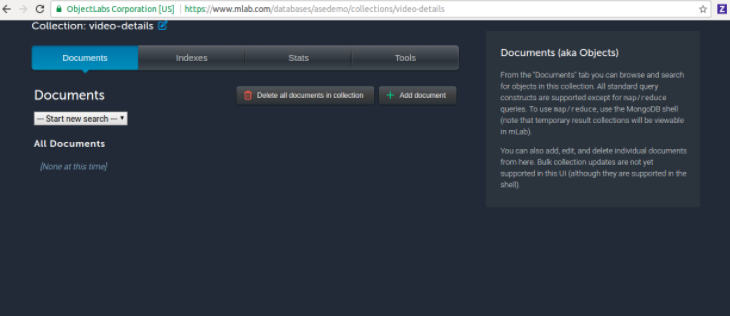 ObjectLabs Corporation [US] https://www.mlab.com/databases/asedemo/collections/video-details
Z
Collection: video-details
Documents Indexes Stats Tools
Documents
Delete all documents in collection Add document
-- Start new search --
All Documents
[None at this time]
Documents (aka Objects)
From the "Documents" tab you can browse and search
for objects in this collection. All standard query
constructs are supported except for map/reduce
queries. To use map/reduce, use the MongoDB shell
(note that temporary result collections will be viewable
in mLab).
You can also add, edit, and delete individual documents
from here. Bulk collection updates are not yet
supported in this UI (although they are supported in the
shell).